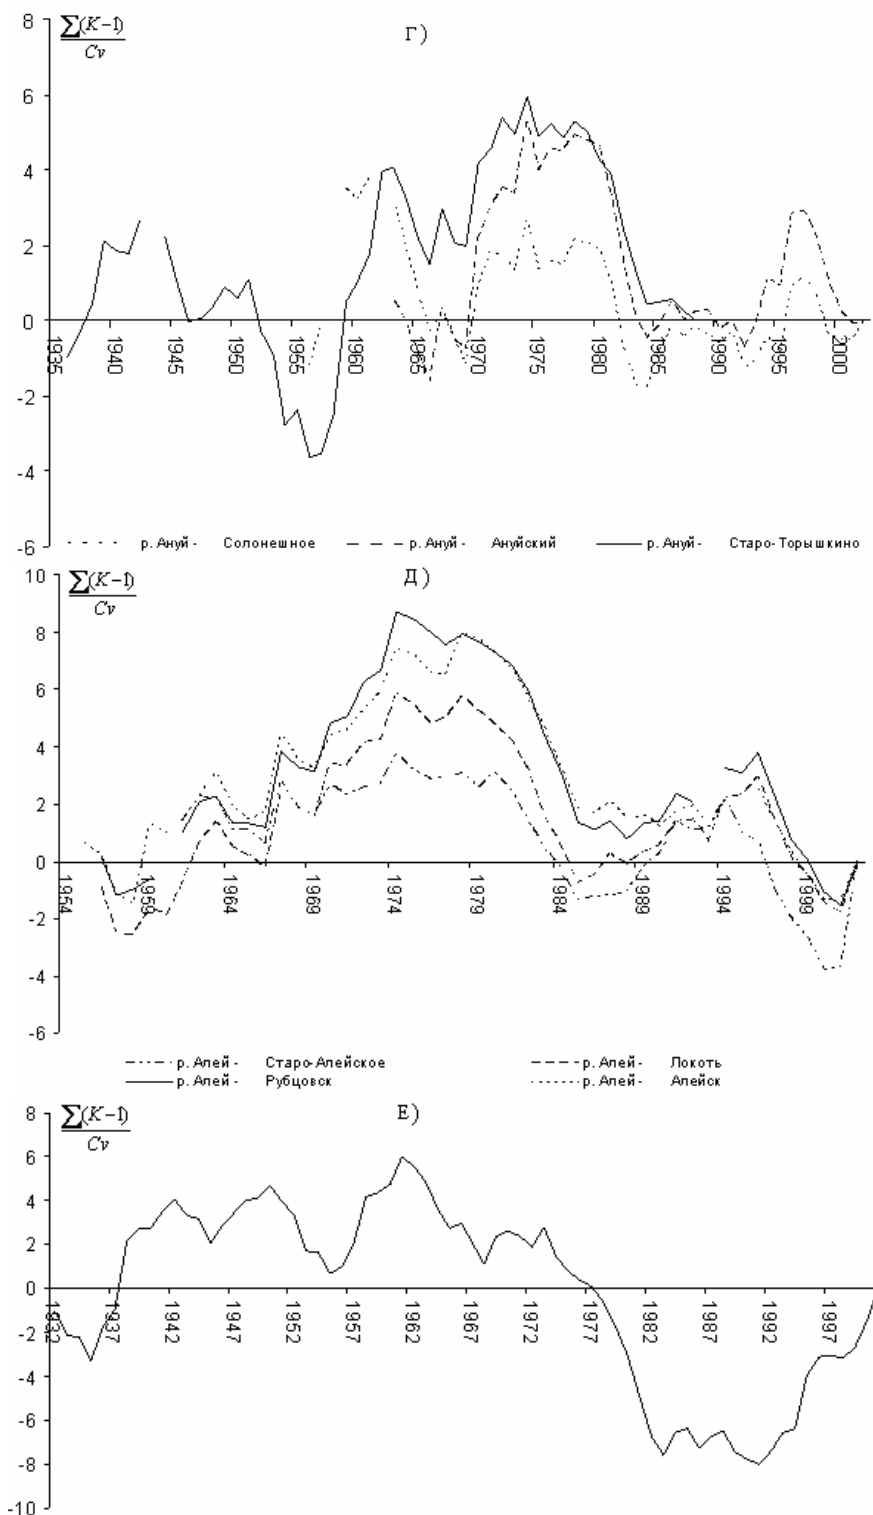 ∑(K−1)
Cv
Г)
8
6
4
2
0
-2
-4
-6
1935 1940 1945 1950 1955 1960 1965 1970 1975 1980 1985 1990 1995 2000
р. Ануй - Солонешное р. Ануй - Ануйский р. Ануй - Старо-Торышкино
∑(K−1)
Cv
Д)
10
8
6
4
2
0
-2
-4
-6
1954 1959 1964 1969 1974 1979 1984 1989 1994 1999
р. Алей - Старо-Алейское р. Алей - Локоть
р. Алей - Рубцовск р. Алей - Алейск
∑(K−1)
Cv
Е)
8
6
4
2
0
-2
-4
-6
-8
-10
1932 1937 1942 1947 1952 1957 1962 1967 1972 1977 1982 1987 1992 1997